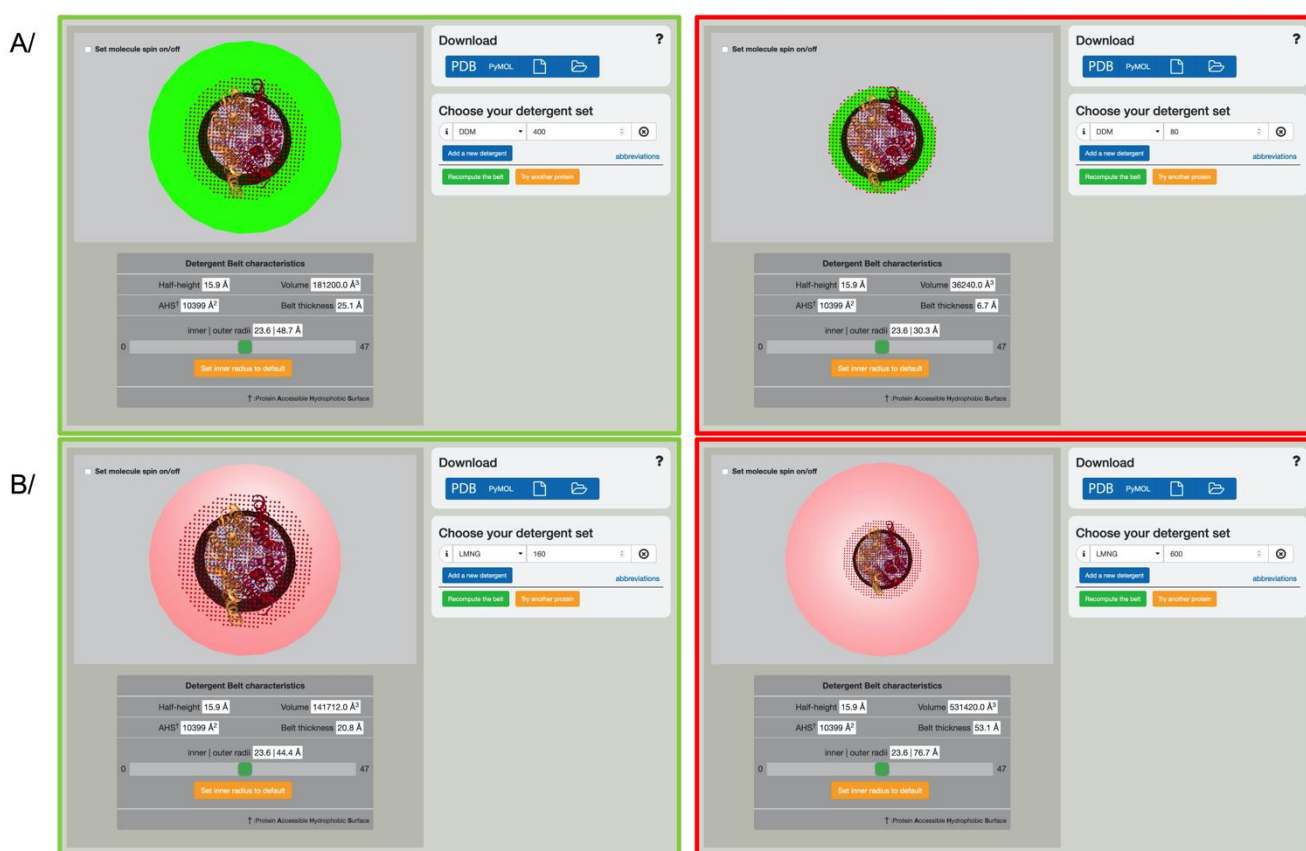 A/
Set molecule spin on/off
Download ?
PDB PyMOL
Choose your detergent set
i DDM 400
Add a new detergent abbreviations
Recompute the belt Try another protein
Detergent Belt characteristics
Half-height 15.9 Å Volume 181200.0 Å³
AHS† 10399 Å² Belt thickness 25.1 Å
inner | outer radii 23.6 | 48.7 Å
0 47
Set inner radius to default
† :Protein Accessible Hydrophobic Surface
Set molecule spin on/off
Download ?
PDB PyMOL
Choose your detergent set
i DDM 80
Add a new detergent abbreviations
Recompute the belt Try another protein
Detergent Belt characteristics
Half-height 15.9 Å Volume 36240.0 Å³
AHS† 10399 Å² Belt thickness 6.7 Å
inner | outer radii 23.6 | 30.3 Å
0 47
Set inner radius to default
† :Protein Accessible Hydrophobic Surface
B/
Set molecule spin on/off
Download ?
PDB PyMOL
Choose your detergent set
i LMNG 160
Add a new detergent abbreviations
Recompute the belt Try another protein
Detergent Belt characteristics
Half-height 15.9 Å Volume 141712.0 Å³
AHS† 10399 Å² Belt thickness 20.8 Å
inner | outer radii 23.6 | 44.4 Å
0 47
Set inner radius to default
† :Protein Accessible Hydrophobic Surface
Set molecule spin on/off
Download ?
PDB PyMOL
Choose your detergent set
i LMNG 600
Add a new detergent abbreviations
Recompute the belt Try another protein
Detergent Belt characteristics
Half-height 15.9 Å Volume 531420.0 Å³
AHS† 10399 Å² Belt thickness 53.1 Å
inner | outer radii 23.6 | 76.7 Å
0 47
Set inner radius to default
† :Protein Accessible Hydrophobic Surface